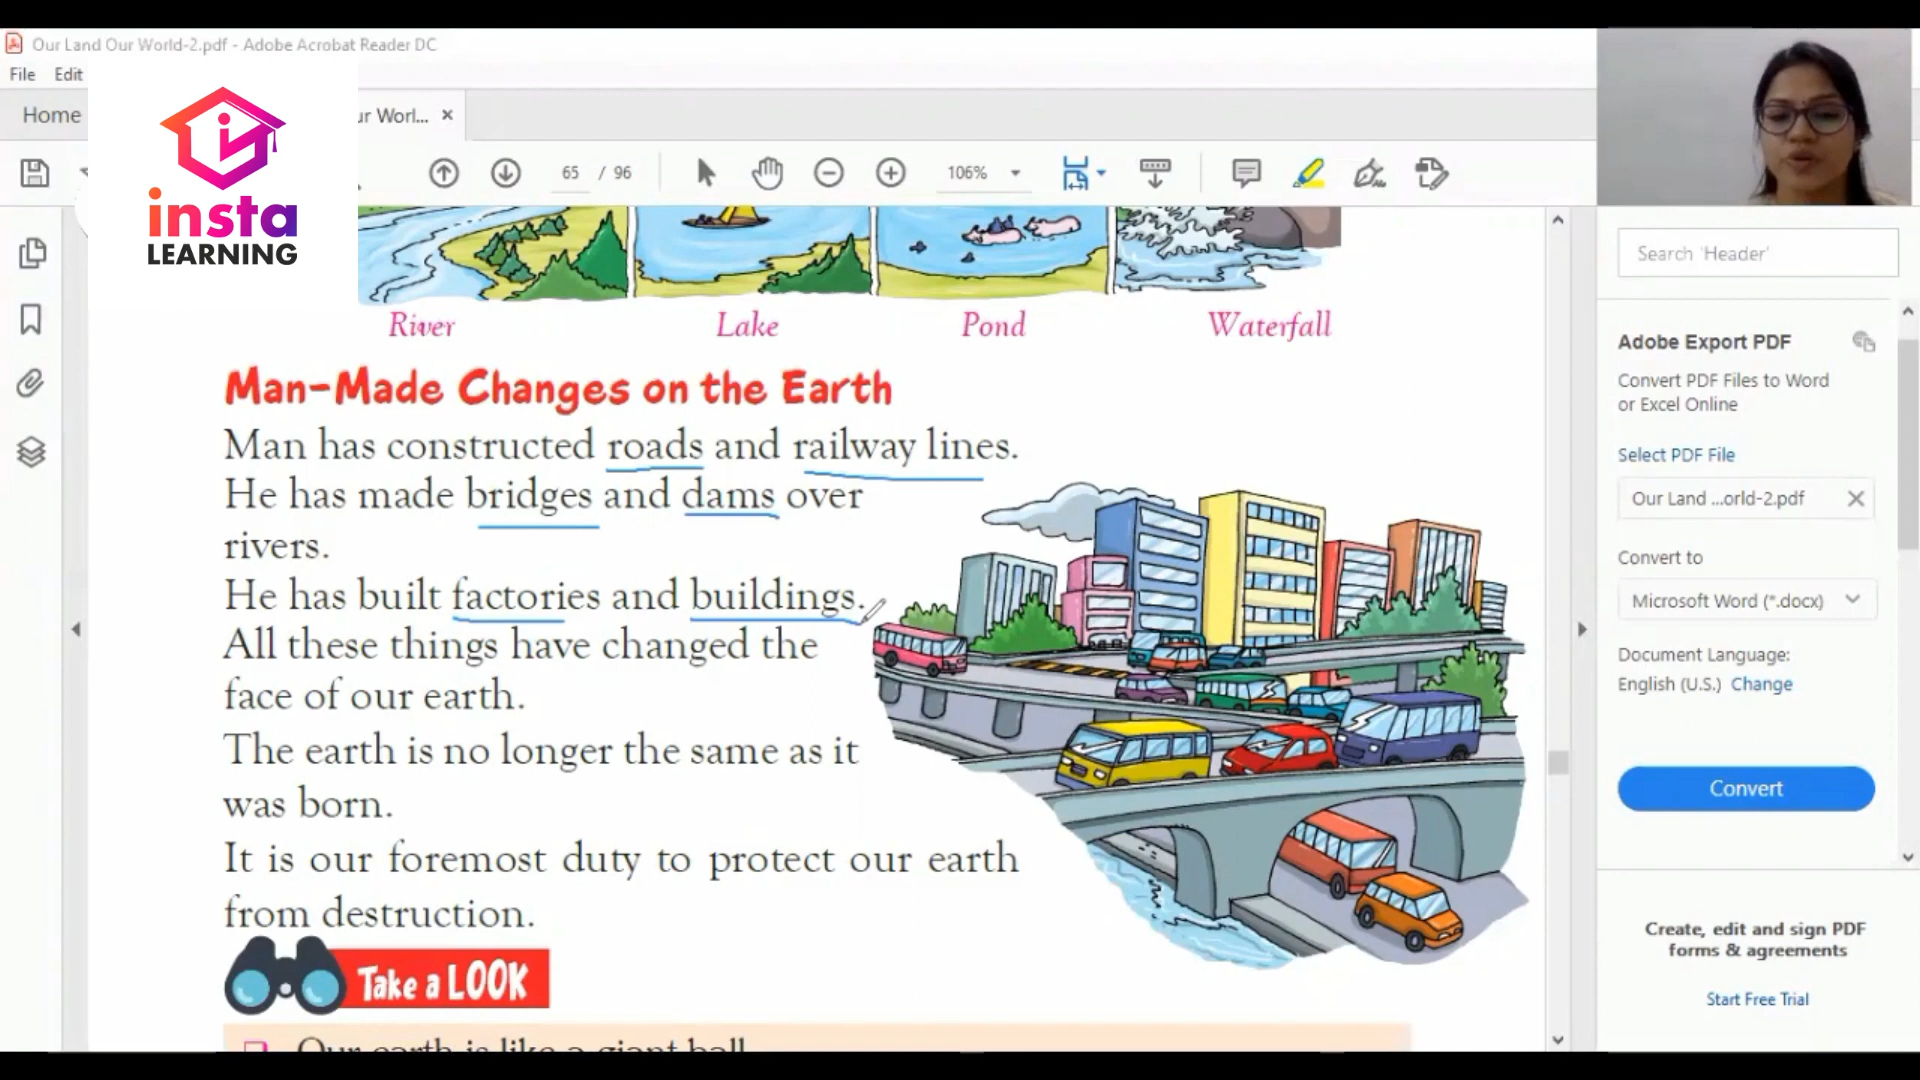 Our Land Our World-2.pdf - Adobe Acrobat Reader DC
File Edit
Home
ur Worl... ×
insta
LEARNING
65 / 96
106%
Search 'Header'
River Lake Pond Waterfall
Man-Made Changes on the Earth
Man has constructed roads and railway lines.
He has made bridges and dams over
rivers.
He has built factories and buildings.
All these things have changed the
face of our earth.
The earth is no longer the same as it
was born.
It is our foremost duty to protect our earth
from destruction.
Take a LOOK
Our earth is like a giant ball
Adobe Export PDF
Convert PDF Files to Word
or Excel Online
Select PDF File
Our Land ...orld-2.pdf
Convert to
Microsoft Word (*.docx)
Document Language:
English (U.S.) Change
Convert
Create, edit and sign PDF
forms & agreements
Start Free Trial